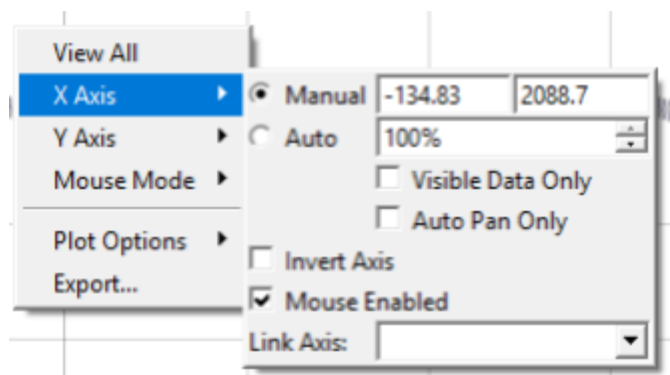 View All
X Axis
Y Axis
Mouse Mode
Plot Options
Export...
Manual -134.83 2088.7
Auto 100%
Visible Data Only
Auto Pan Only
Invert Axis
Mouse Enabled
Link Axis: